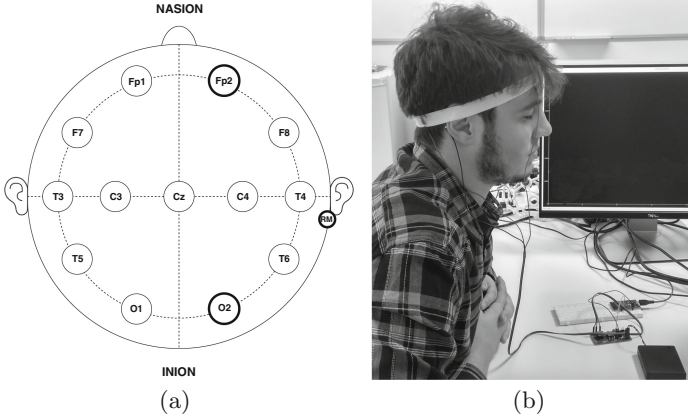 NASION
Fp1
Fp2
F7
F8
T3
C3
Cz
C4
T4
RM
T5
T6
O1
O2
INION
(a)
(b)